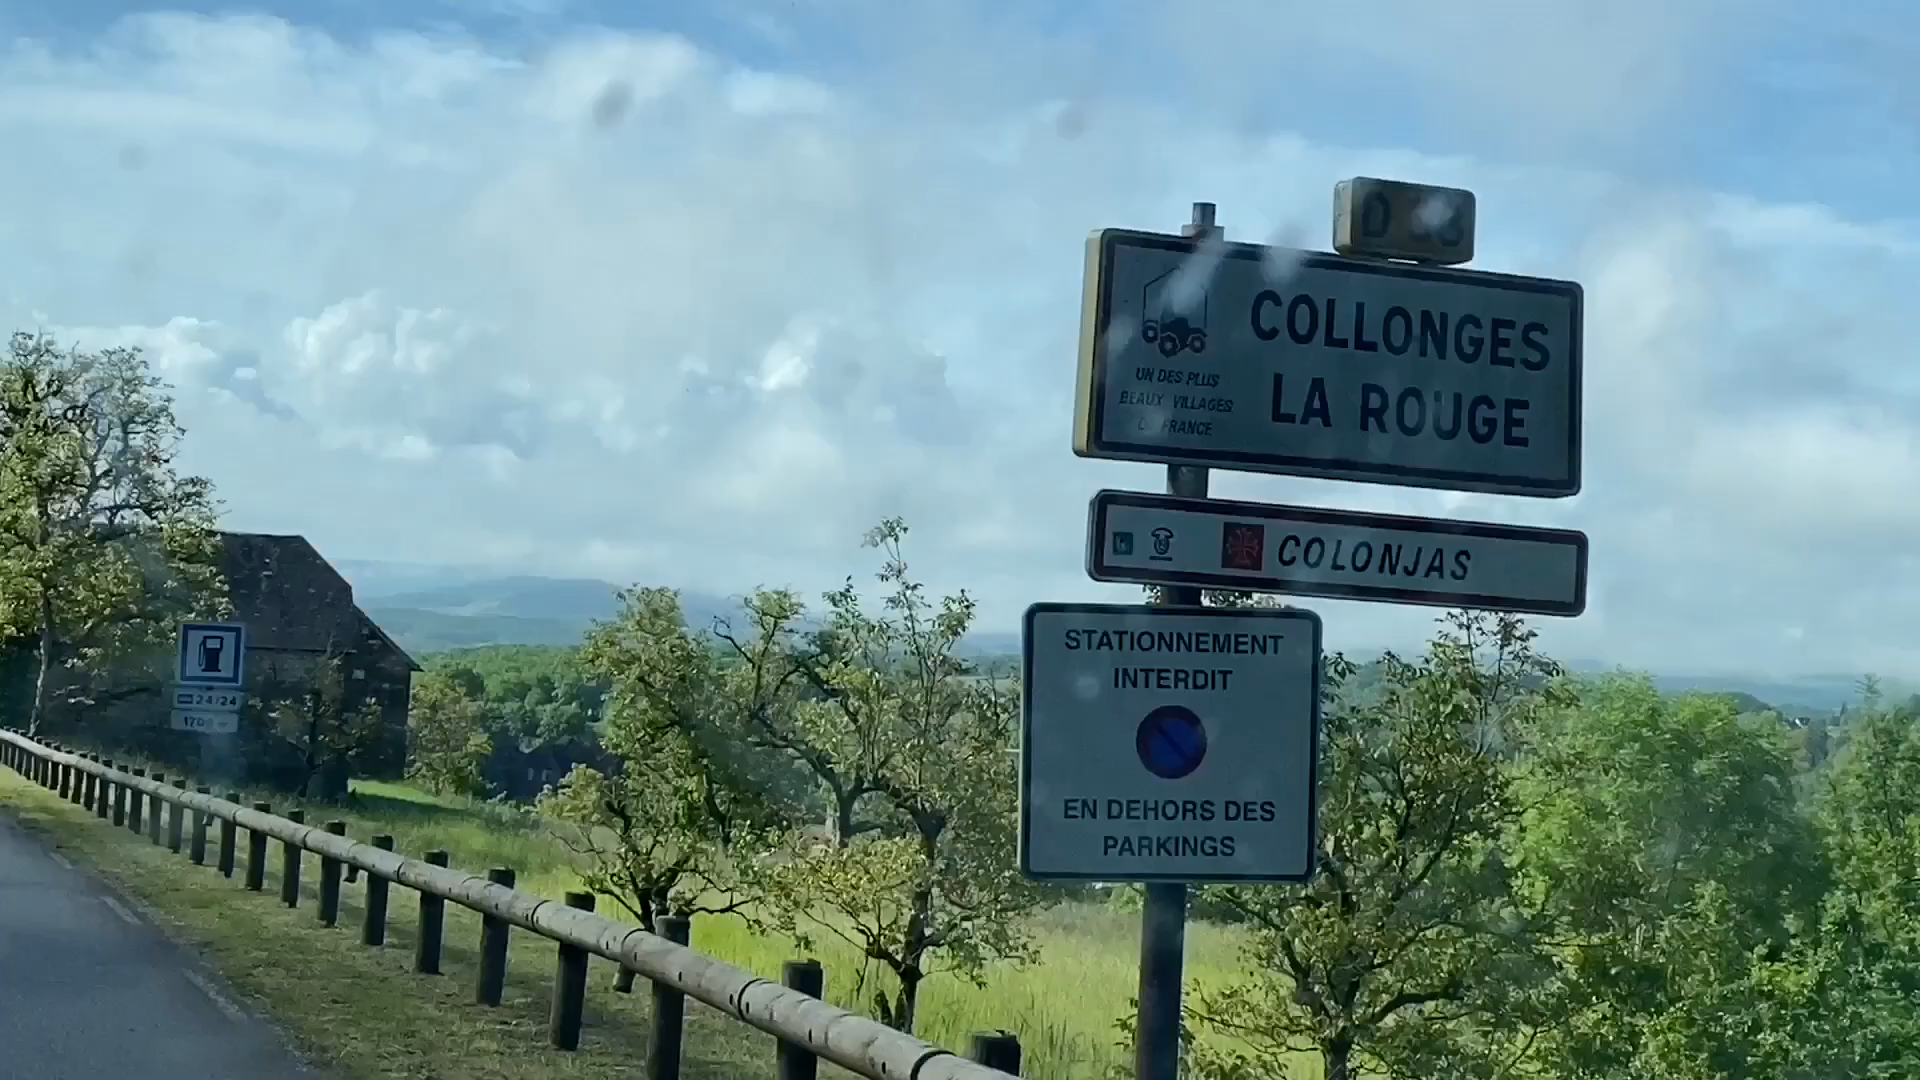 COLLONGES
LA ROUGE
UN DES PLUS
BEAUX VILLAGES
FRANCE
COLONJAS
STATIONNEMENT
INTERDIT
EN DEHORS DES
PARKINGS
24/24